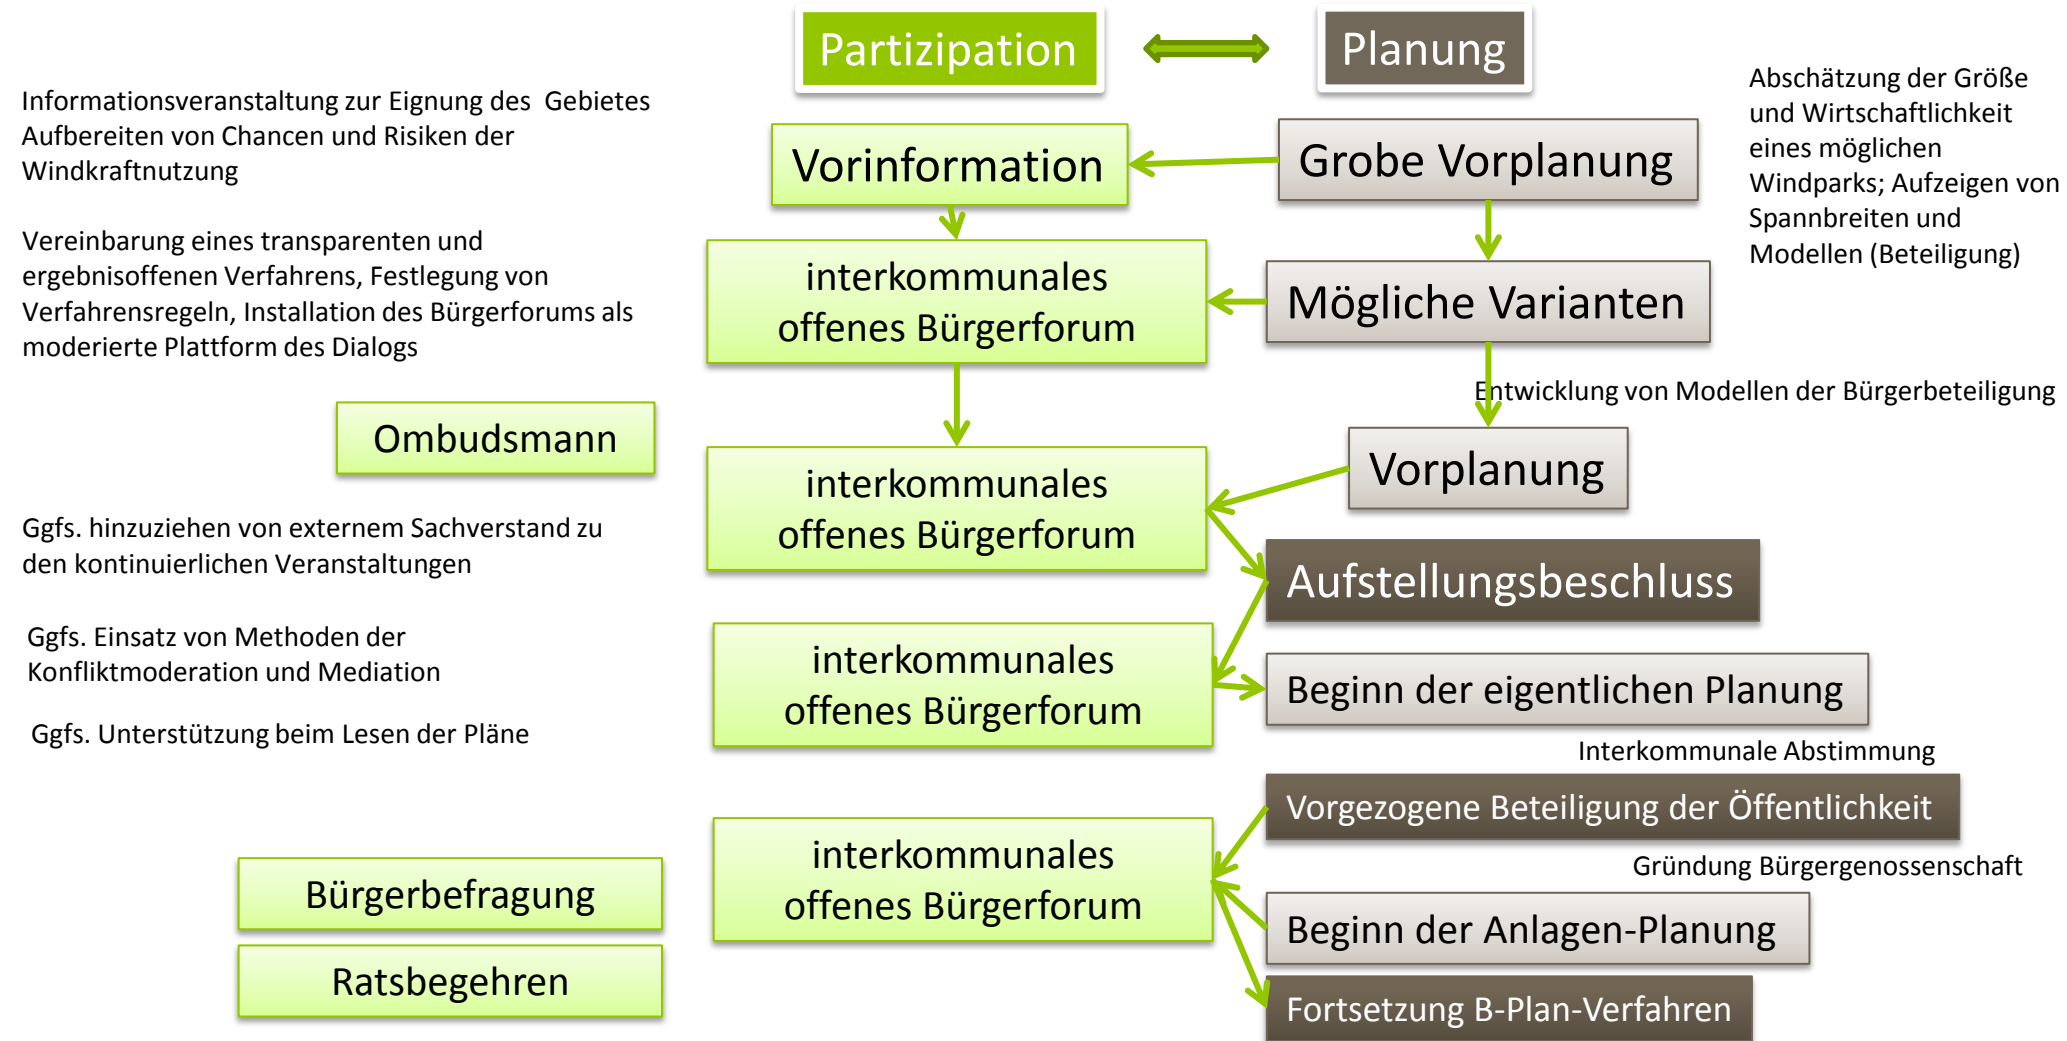 Partizipation
Planung
Informationsveranstaltung zur Eignung des Gebietes
Aufbereiten von Chancen und Risiken der
Windkraftnutzung
Vorinformation
Grobe Vorplanung
Abschätzung der Größe
und Wirtschaftlichkeit
eines möglichen
Windparks; Aufzeigen von
Spannbreiten und
Modellen (Beteiligung)
Vereinbarung eines transparenten und
ergebnisoffenen Verfahrens, Festlegung von
Verfahrensregeln, Installation des Bürgerforums als
moderierte Plattform des Dialogs
interkommunales
offenes Bürgerforum
Mögliche Varianten
Entwicklung von Modellen der Bürgerbeteiligung
Ombudsmann
interkommunales
offenes Bürgerforum
Vorplanung
Ggfs. hinzuziehen von externem Sachverstand zu
den kontinuierlichen Veranstaltungen
Aufstellungsbeschluss
Ggfs. Einsatz von Methoden der
Konfliktmoderation und Mediation
interkommunales
offenes Bürgerforum
Beginn der eigentlichen Planung
Ggfs. Unterstützung beim Lesen der Pläne
Interkommunale Abstimmung
Vorgezogene Beteiligung der Öffentlichkeit
interkommunales
offenes Bürgerforum
Gründung Bürgergenossenschaft
Bürgerbefragung
Beginn der Anlagen-Planung
Ratsbegehren
Fortsetzung B-Plan-Verfahren